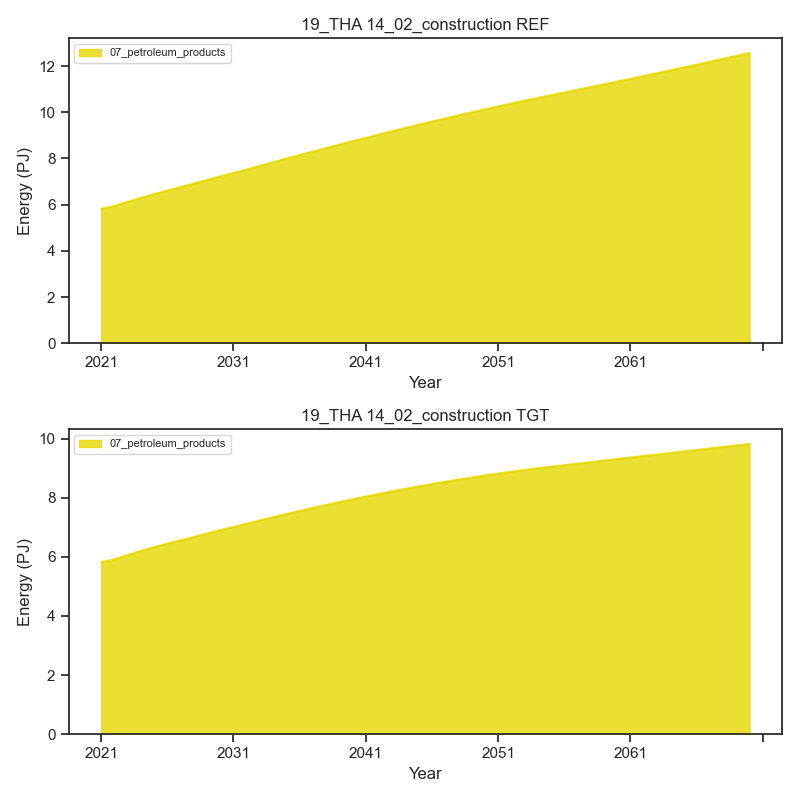 19_THA 14_02_construction REF
07_petroleum_products
12
10
8
6
4
2
0
Energy (PJ)
2021 2031 2041 2051 2061
Year
19_THA 14_02_construction TGT
07_petroleum_products
10
8
6
4
2
0
Energy (PJ)
2021 2031 2041 2051 2061
Year